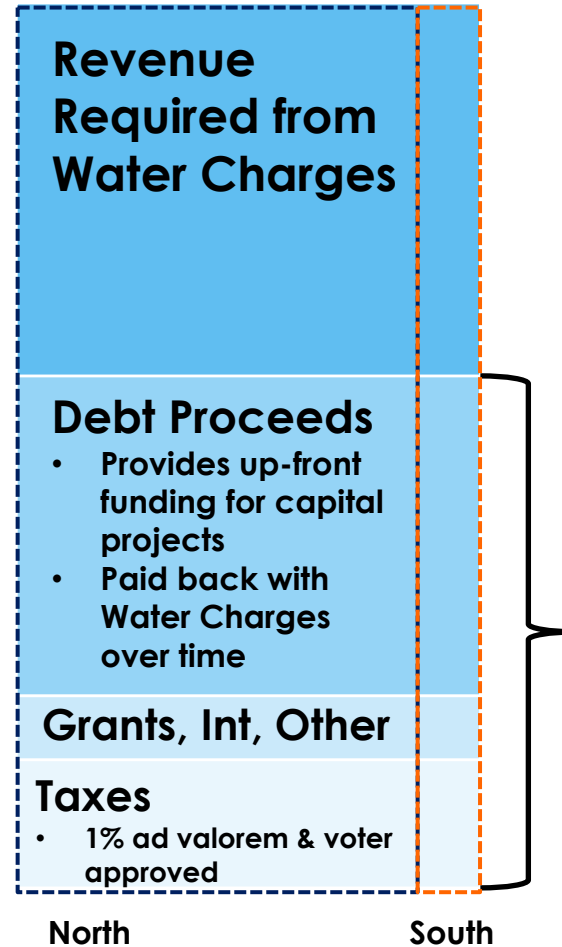 Revenue
Required from
Water Charges
Debt Proceeds
• Provides up-front
funding for capital
projects
• Paid back with
Water Charges
over time
Grants, Int, Other
Taxes
• 1% ad valorem & voter
approved
North South